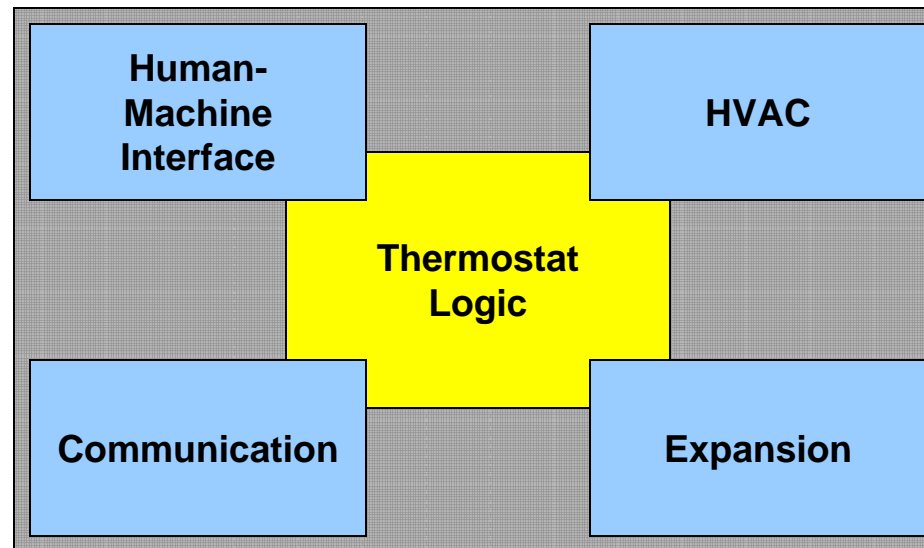 Human-
Machine
Interface
HVAC
Thermostat
Logic
Communication
Expansion